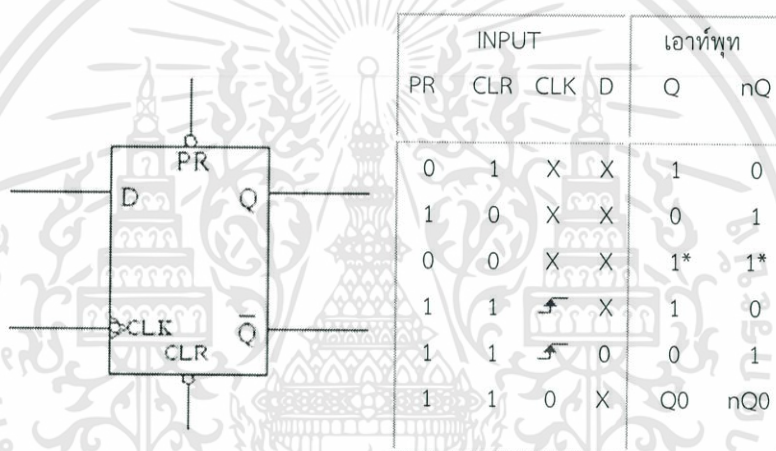 PR
D Q
CLK Q̅
CLR
INPUT เอาท์พุท
PR CLR CLK D Q nQ
0 1 X X 1 0
1 0 X X 0 1
0 0 X X 1* 1*
1 1 X 1 0
1 1 0 0 1
1 1 0 X Q0 nQ0